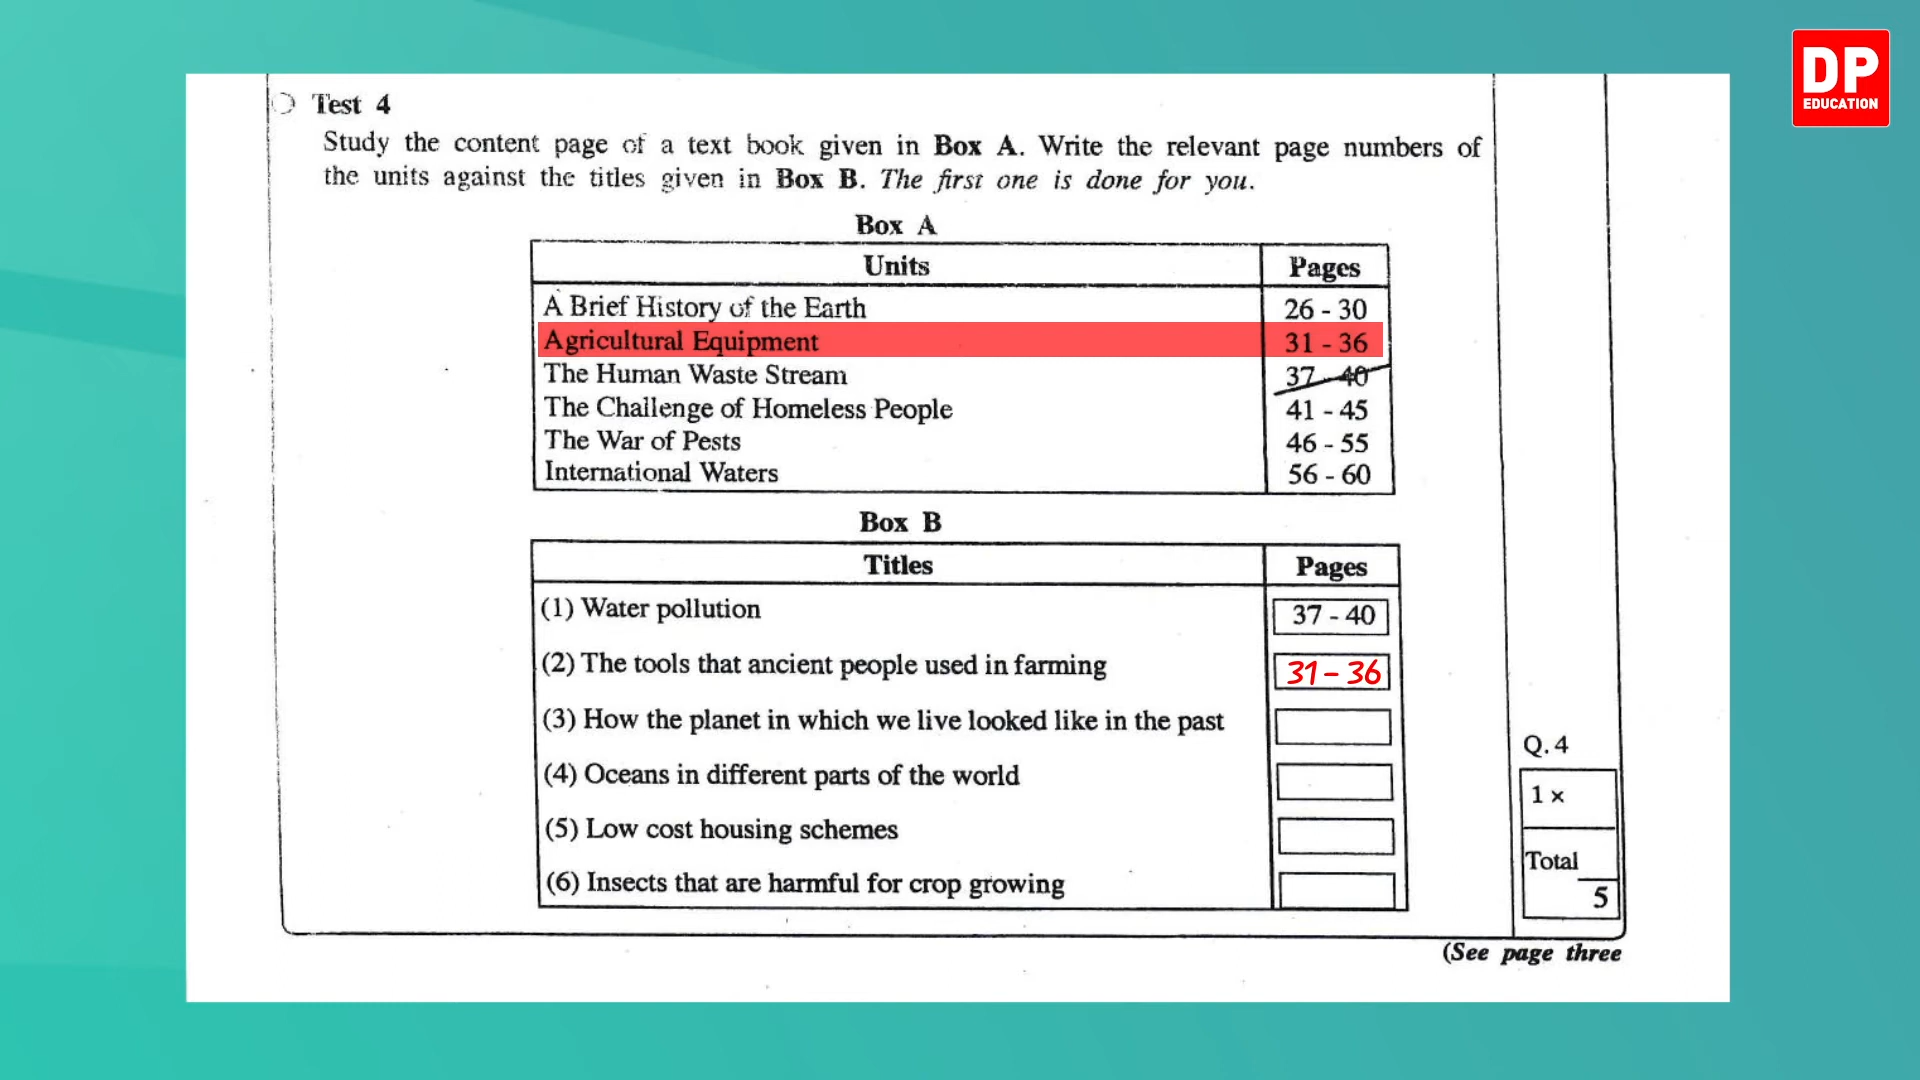 DP
EDUCATION
Test 4
Study the content page of a text book given in Box A. Write the relevant page numbers of
the units against the titles given in Box B. The first one is done for you.
Box A
Units Pages
A Brief History of the Earth 26 - 30
Agricultural Equipment 31 - 36
The Human Waste Stream 37 - 40
The Challenge of Homeless People 41 - 45
The War of Pests 46 - 55
International Waters 56 - 60
Box B
Titles Pages
(1) Water pollution 37 - 40
(2) The tools that ancient people used in farming 31 - 36
(3) How the planet in which we live looked like in the past
(4) Oceans in different parts of the world
(5) Low cost housing schemes
(6) Insects that are harmful for crop growing
Q. 4
1 x
Total
5
(See page three